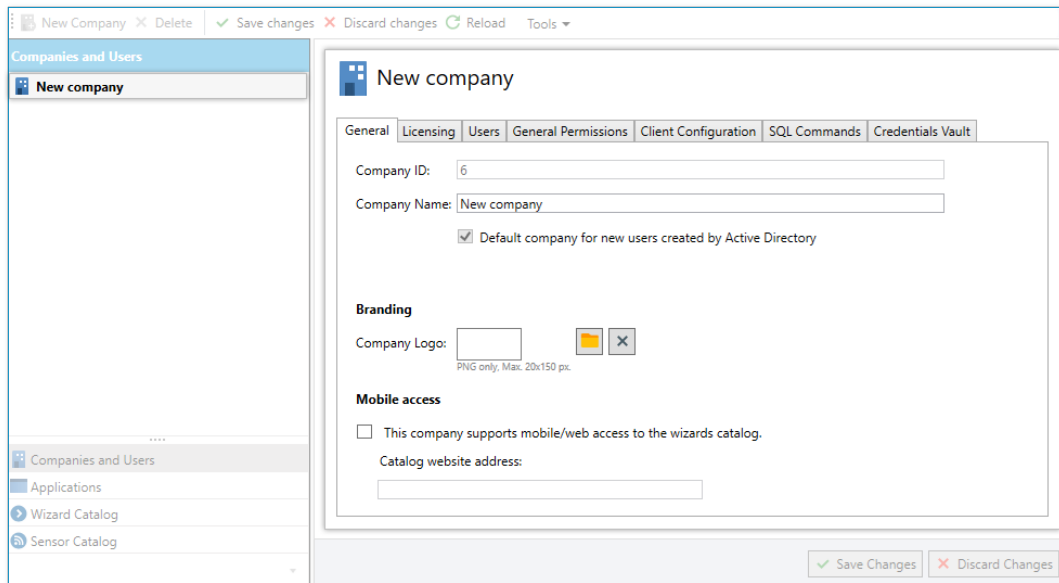 New Company Delete Save changes Discard changes Reload Tools
Companies and Users
New company
New company
General Licensing Users General Permissions Client Configuration SQL Commands Credentials Vault
Company ID: 6
Company Name: New company
Default company for new users created by Active Directory
Branding
Company Logo:
PNG only, Max. 20x150 px.
Mobile access
This company supports mobile/web access to the wizards catalog.
Catalog website address:
Companies and Users
Applications
Wizard Catalog
Sensor Catalog
Save Changes Discard Changes